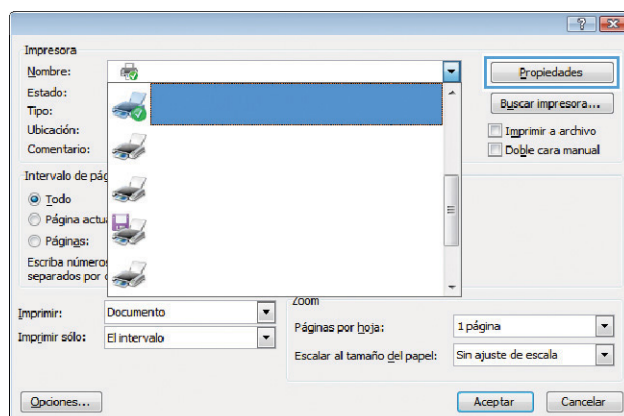 Impresora
Nombre:
Propiedades
Estado:
Tipo:
Buscar impresora...
Ubicación:
Imprimir a archivo
Comentario:
Doble cara manual
Intervalo de pág
Todo
Página actu
Páginas:
Escriba números
separados por
Zoom
Imprimir:
Documento
Páginas por hoja:
1 página
Imprimir sólo:
El intervalo
Escalar al tamaño del papel:
Sin ajuste de escala
Opciones...
Aceptar
Cancelar